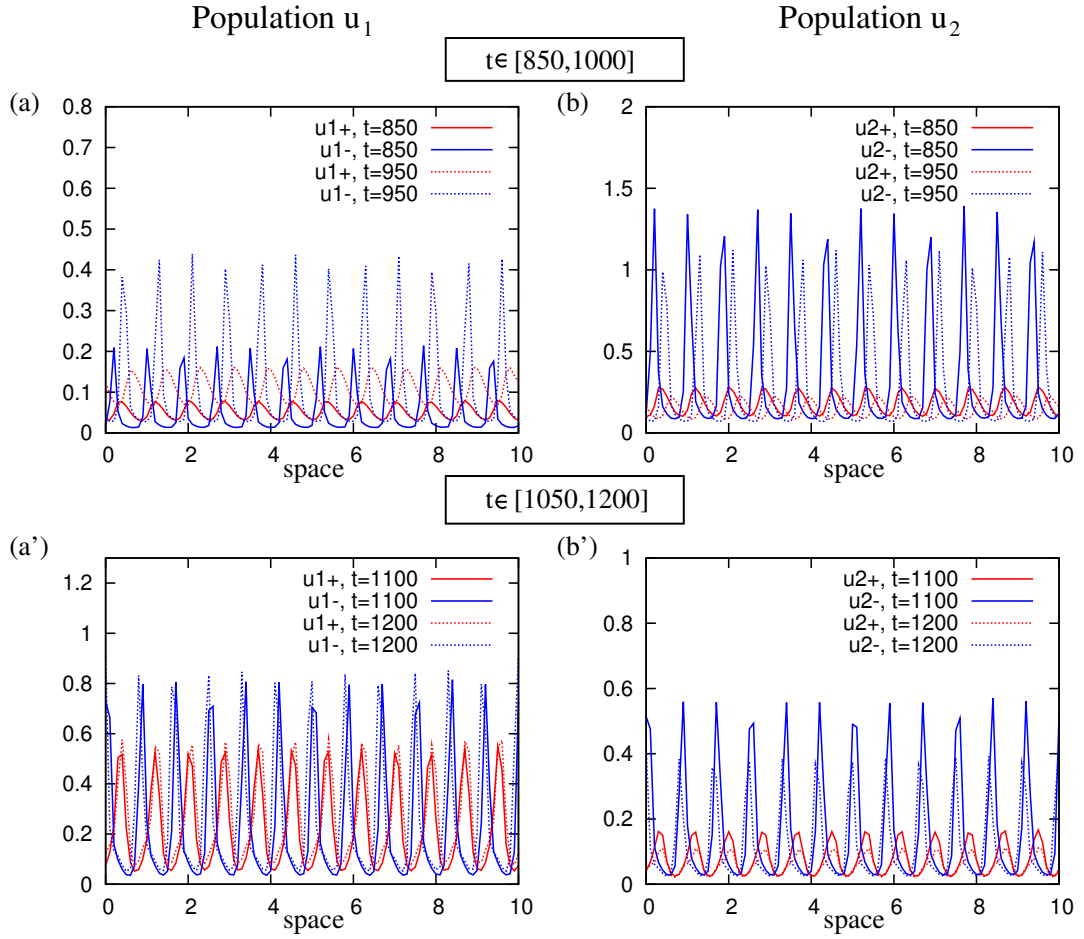 Population u1
Population u2
t∈ [850,1000]
(a)
(b)
0.8
0.7
0.6
0.5
0.4
0.3
0.2
0.1
0
u1+, t=850
u1-, t=850
u1+, t=950
u1-, t=950
0 2 4 6 8 10
space
2
1.5
1
0.5
0
u2+, t=850
u2-, t=850
u2+, t=950
u2-, t=950
0 2 4 6 8 10
space
t∈ [1050,1200]
(a’)
(b’)
1.2
1
0.8
0.6
0.4
0.2
0
u1+, t=1100
u1-, t=1100
u1+, t=1200
u1-, t=1200
0 2 4 6 8 10
space
1
0.8
0.6
0.4
0.2
0
u2+, t=1100
u2-, t=1100
u2+, t=1200
u2-, t=1200
0 2 4 6 8 10
space